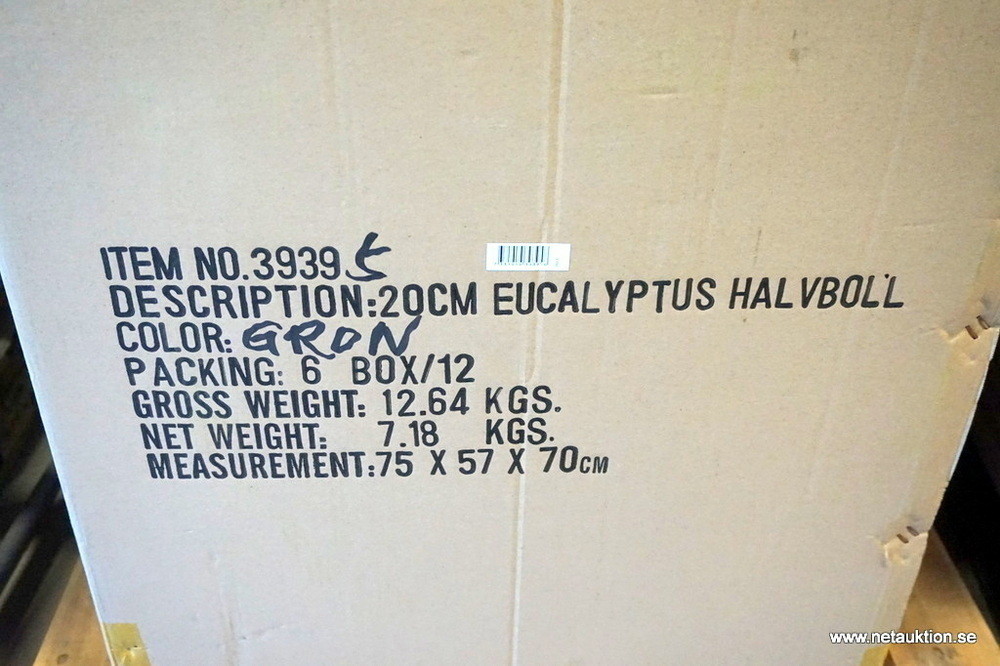 ITEM NO.39395
DESCRIPTION:20CM EUCALYPTUS HALVBOLL
COLOR: GRON
PACKING: 6 BOX/12
GROSS WEIGHT: 12.64 KGS.
NET WEIGHT: 7.18 KGS.
MEASUREMENT:75 X 57 X 70CM
www.netauktion.se